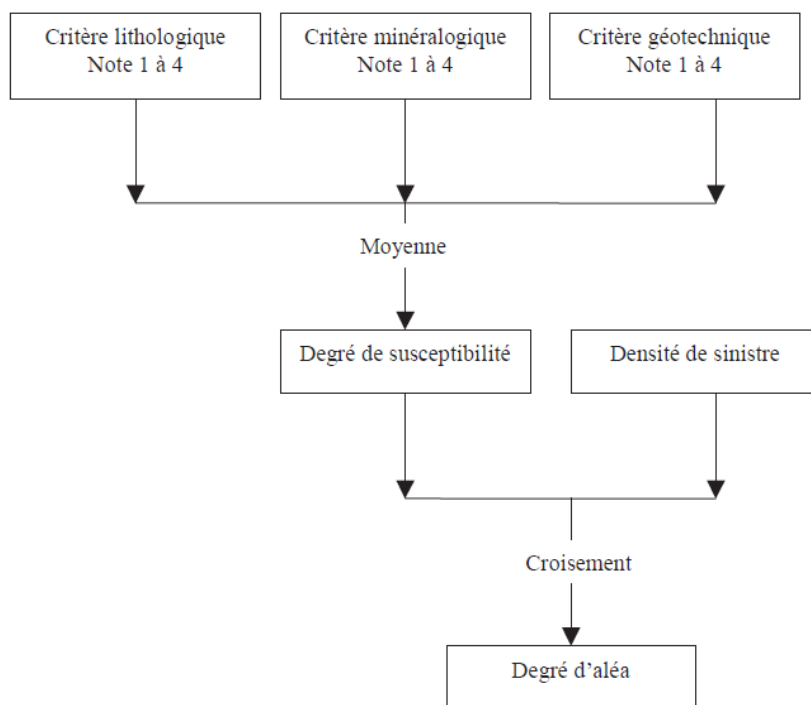 Critère lithologique
Note 1 à 4
Critère minéralogique
Note 1 à 4
Critère géotechnique
Note 1 à 4
Moyenne
Degré de susceptibilité
Densité de sinistre
Croisement
Degré d'aléa